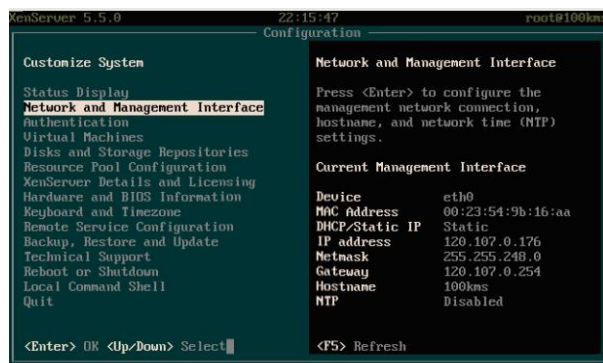 XenServer 5.5.0 22:15:47 root@100kms
Configuration
Customize System
Status Display
Network and Management Interface
Authentication
Virtual Machines
Disks and Storage Repositories
Resource Pool Configuration
XenServer Details and Licensing
Hardware and BIOS Information
Keyboard and Timezone
Remote Service Configuration
Backup, Restore and Update
Technical Support
Reboot or Shutdown
Local Command Shell
Quit
<Enter> OK <Up/Down> Select
Network and Management Interface
Press <Enter> to configure the
management network connection,
hostname, and network time (NTP)
settings.
Current Management Interface
Device eth0
MAC Address 00:23:54:9b:16:aa
DHCP/Static IP Static
IP address 120.107.0.176
Netmask 255.255.248.0
Gateway 120.107.0.254
Hostname 100kms
NTP Disabled
<F5> Refresh